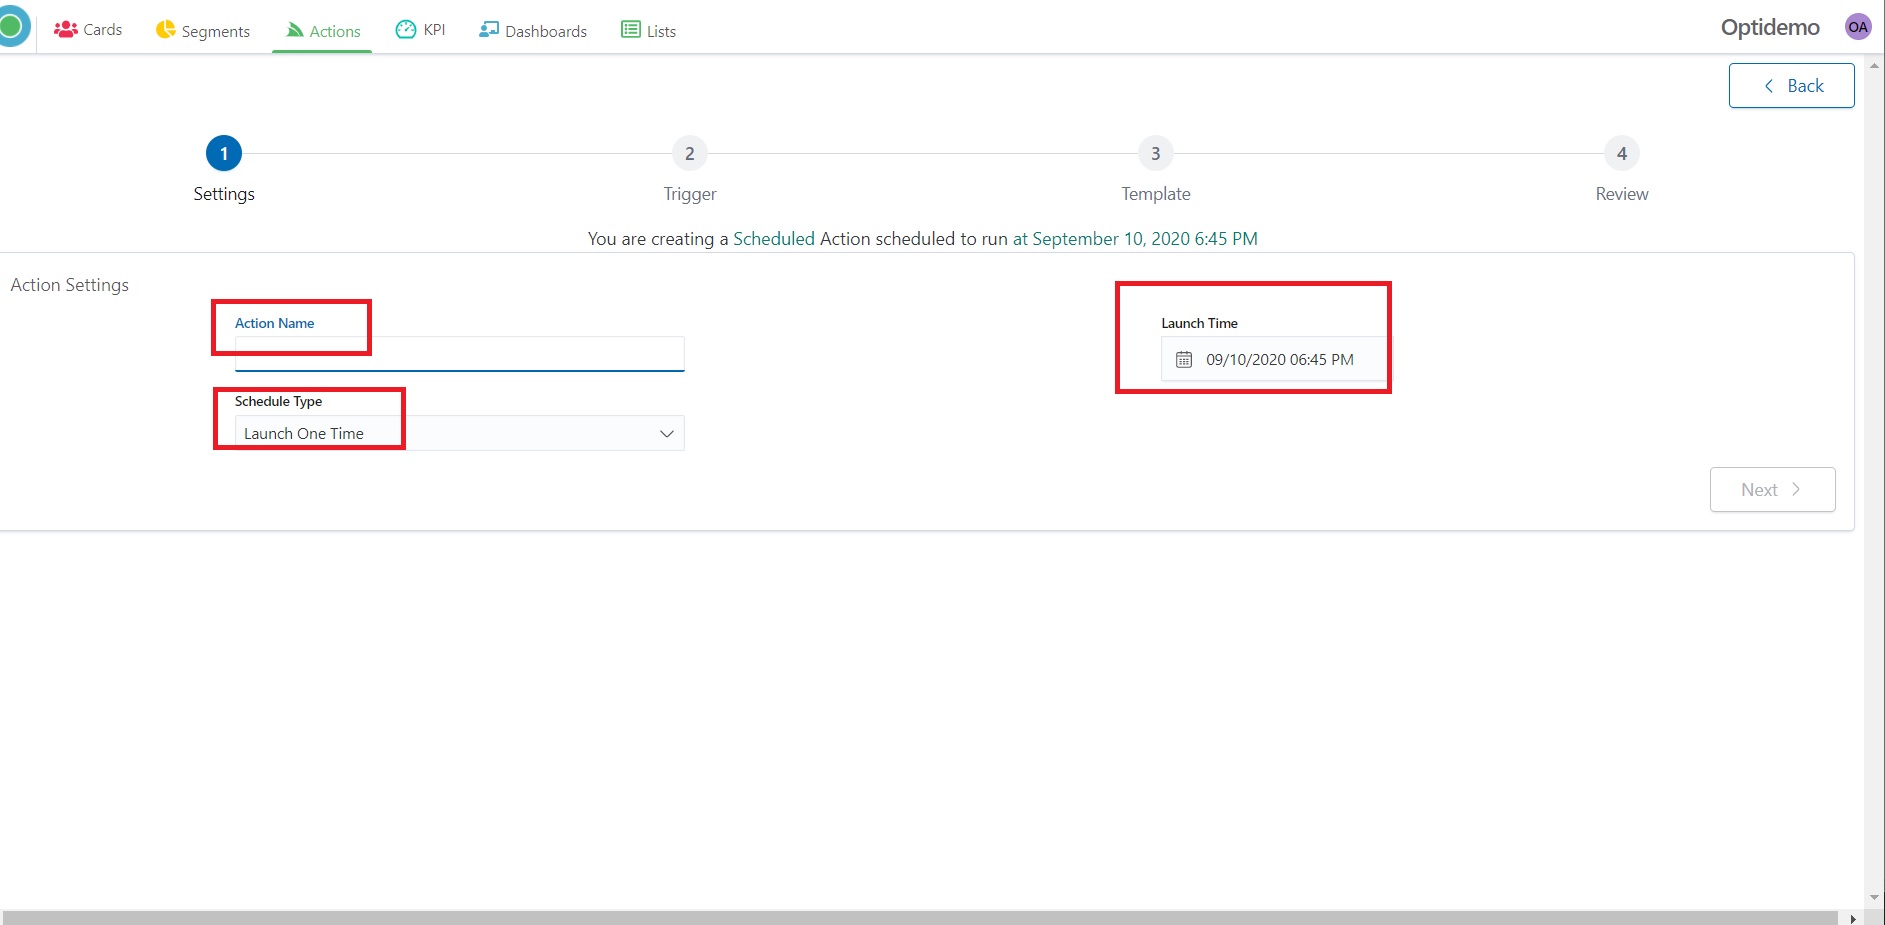 Cards
Segments
Actions
KPI
Dashboards
Lists
Optidemo
OA
Back
1
2
3
4
Settings
Trigger
Template
Review
You are creating a Scheduled Action scheduled to run at September 10, 2020 6:45 PM
Action Settings
Action Name
Launch Time
09/10/2020 06:45 PM
Schedule Type
Launch One Time
Next